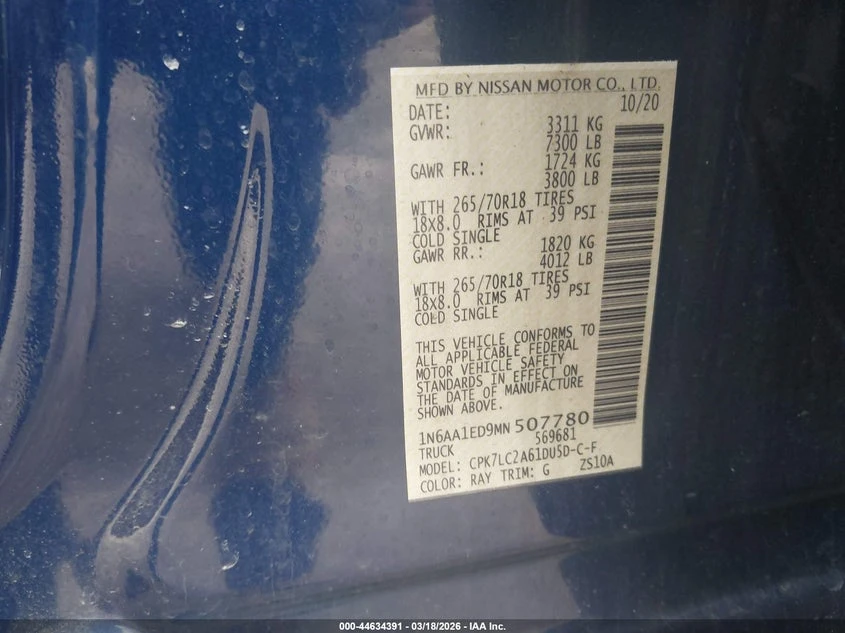 MFD BY NISSAN MOTOR CO., LTD.
DATE: 10/20
GVWR: 3311 KG
7300 LB
GAWR FR.: 1724 KG
3800 LB
WITH 265/70R18 TIRES
18X8.0 RIMS AT 39 PSI
COLD SINGLE
GAWR RR.: 1820 KG
4012 LB
WITH 265/70R18 TIRES
18X8.0 RIMS AT 39 PSI
COLD SINGLE
THIS VEHICLE CONFORMS TO
ALL APPLICABLE FEDERAL
MOTOR VEHICLE SAFETY
STANDARDS IN EFFECT ON
THE DATE OF MANUFACTURE
SHOWN ABOVE.
1N6AA1ED9MN507780
TRUCK 569681
MODEL: CPK7LC2A61DU5D-C-F
COLOR: RAY TRIM: G ZS10A
000-44634391 - 03/18/2026 - IAA Inc.